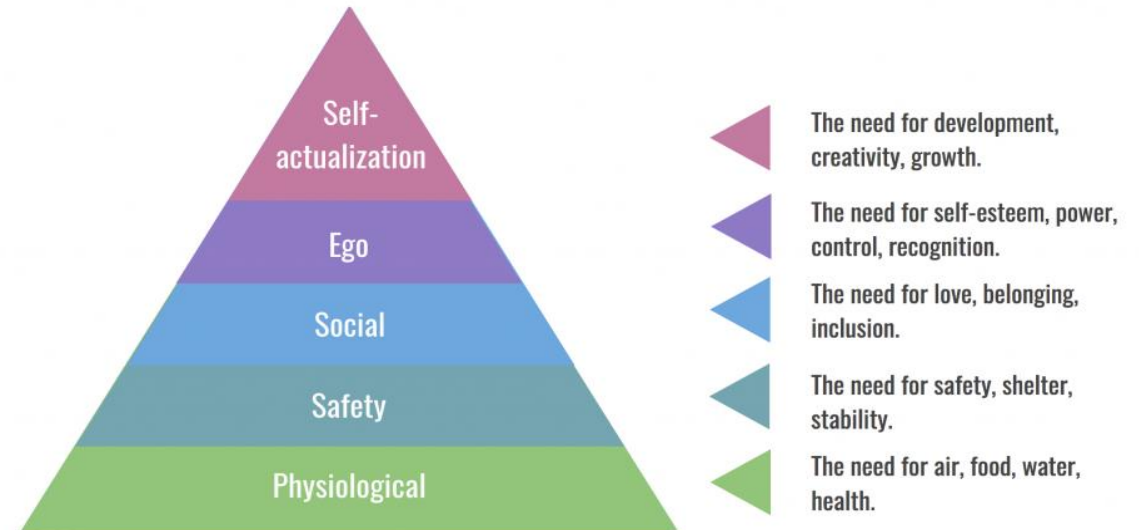 Self-
actualization
The need for development,
creativity, growth.
Ego
The need for self-esteem, power,
control, recognition.
Social
The need for love, belonging,
inclusion.
Safety
The need for safety, shelter,
stability.
Physiological
The need for air, food, water,
health.